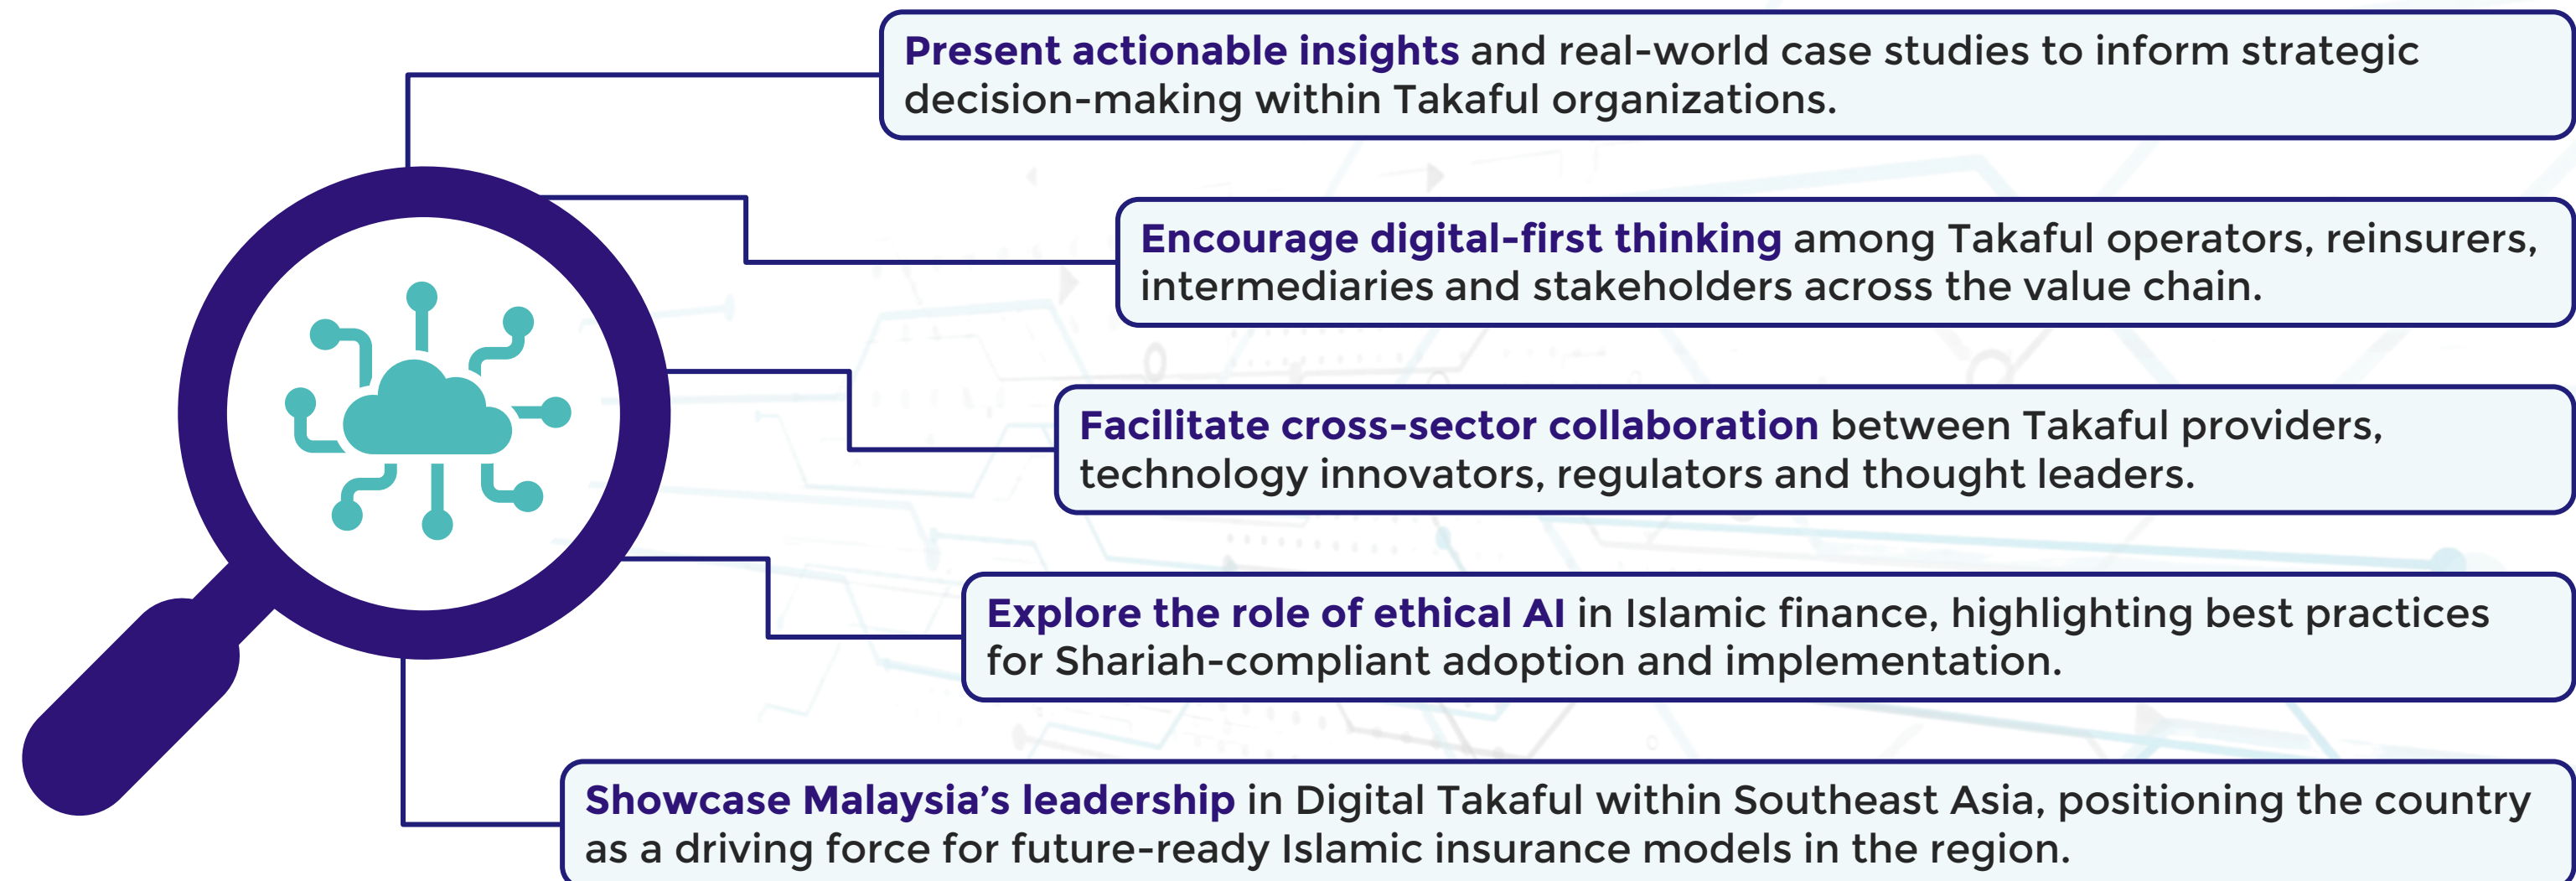 Present actionable insights and real-world case studies to inform strategic
decision-making within Takaful organizations.
Encourage digital-first thinking among Takaful operators, reinsurers,
intermediaries and stakeholders across the value chain.
Facilitate cross-sector collaboration between Takaful providers,
technology innovators, regulators and thought leaders.
Explore the role of ethical AI in Islamic finance, highlighting best practices
for Shariah-compliant adoption and implementation.
Showcase Malaysia’s leadership in Digital Takaful within Southeast Asia, positioning the country
as a driving force for future-ready Islamic insurance models in the region.